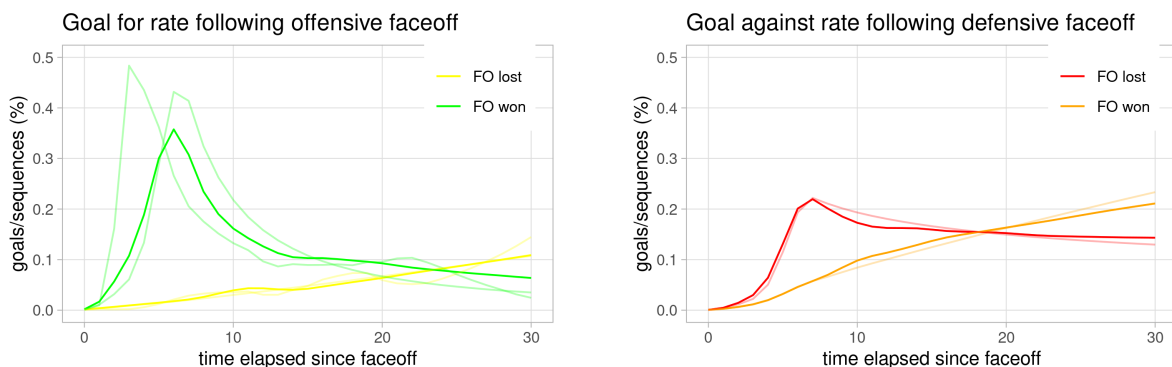 Goal for rate following offensive faceoff
goals/sequences (%)
0.5
0.4
0.3
0.2
0.1
0.0
FO lost
FO won
0 10 20 30
time elapsed since faceoff
Goal against rate following defensive faceoff
goals/sequences (%)
0.5
0.4
0.3
0.2
0.1
0.0
FO lost
FO won
0 10 20 30
time elapsed since faceoff